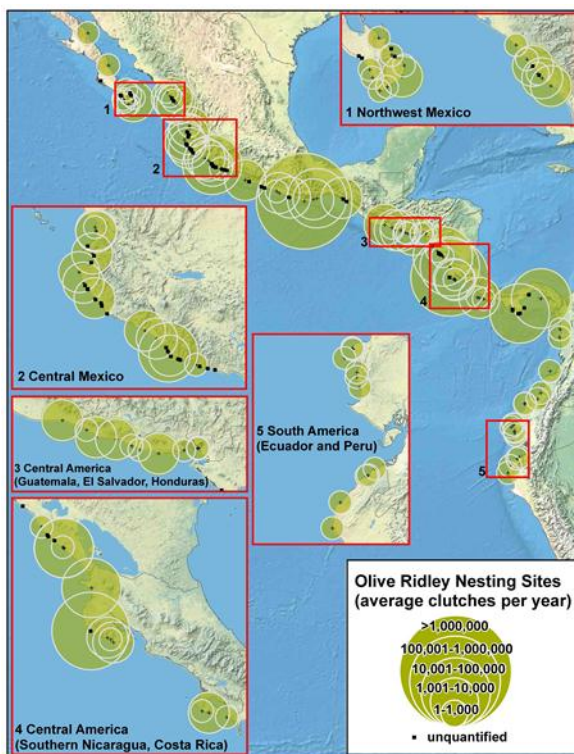 1 Northwest Mexico
1
2
3
4
2 Central Mexico
5 South America
(Ecuador and Peru)
5
3 Central America
(Guatemala, El Salvador, Honduras)
4 Central America
(Southern Nicaragua, Costa Rica)
Olive Ridley Nesting Sites
(average clutches per year)
>1,000,000
100,001-1,000,000
10,001-100,000
1,001-10,000
1-1,000
unquantified